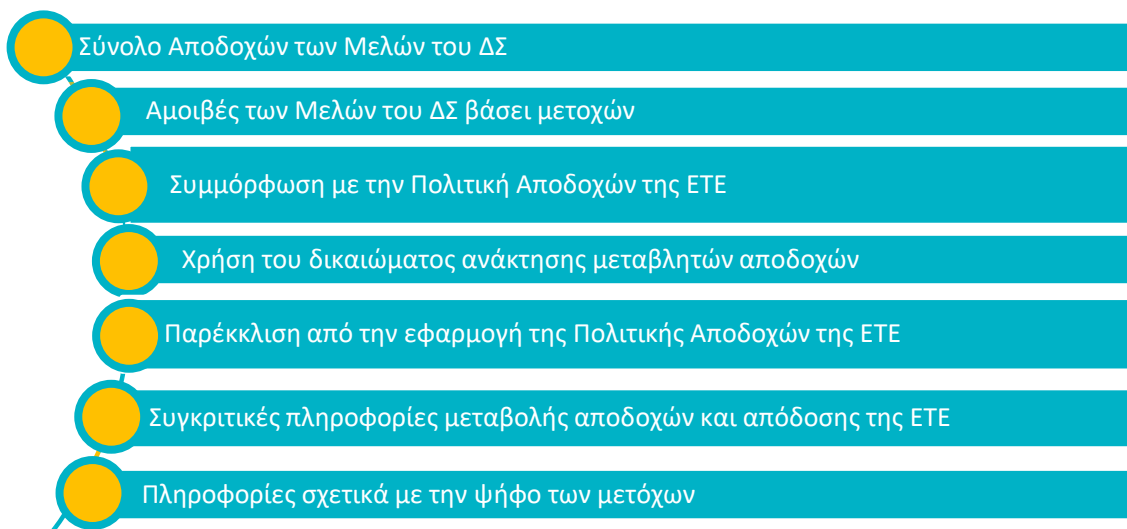 Σύνολο Αποδοχών των Μελών του ΔΣ
Αμοιβές των Μελών του ΔΣ βάσει μετοχών
Συμμόρφωση με την Πολιτική Αποδοχών της ΕΤΕ
Χρήση του δικαιώματος ανάκτησης μεταβλητών αποδοχών
Παρέκκλιση από την εφαρμογή της Πολιτικής Αποδοχών της ΕΤΕ
Συγκριτικές πληροφορίες μεταβολής αποδοχών και απόδοσης της ΕΤΕ
Πληροφορίες σχετικά με την ψήφο των μετόχων